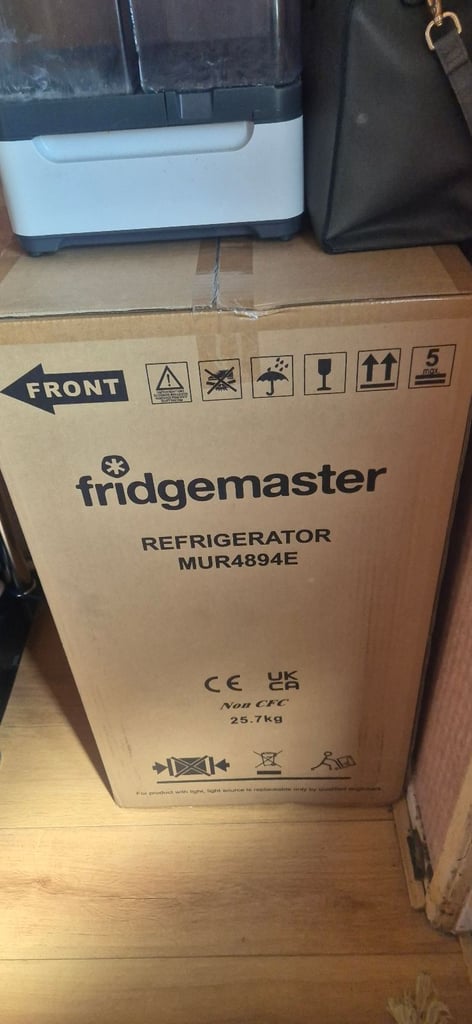 FRONT
5
max.
fridgemaster
REFRIGERATOR
MUR4894E
CE UK
CA
Non CFC
25.7kg
For product with light, light source is replaceable only by qualified engineers.